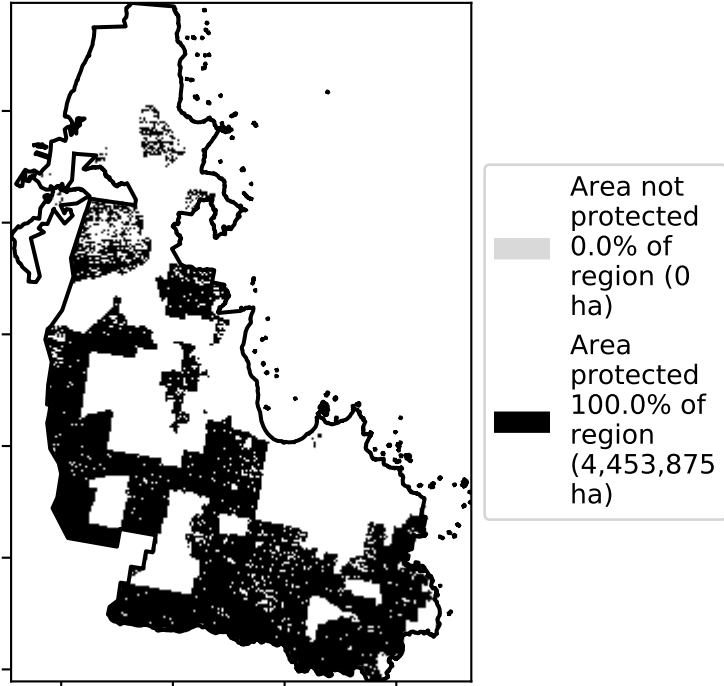 Area not
protected
0.0% of
region (0
ha)
Area
protected
100.0% of
region
(4,453,875
ha)